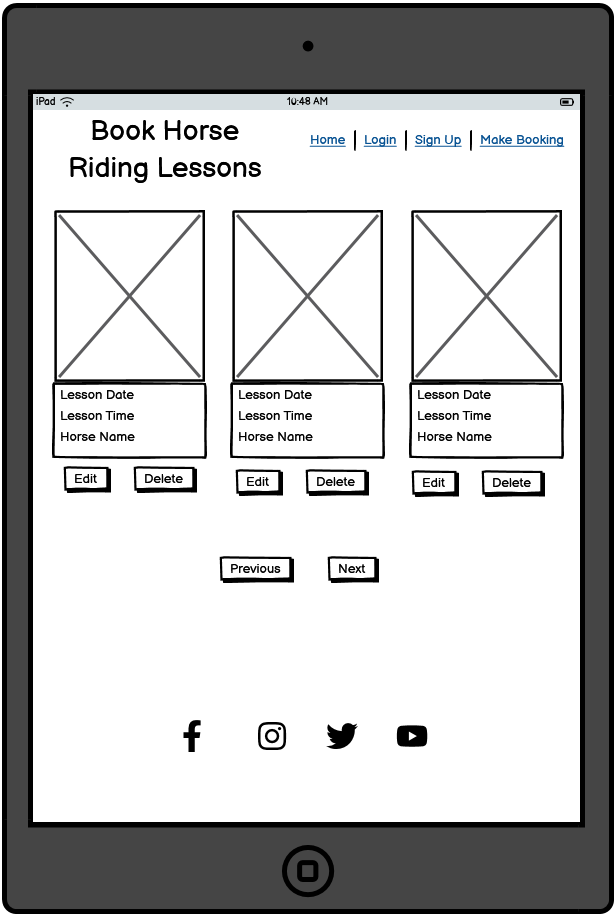 iPad 10:48 AM
Book Horse
Riding Lessons
Home Login Sign Up Make Booking
Lesson Date Lesson Date Lesson Date
Lesson Time Lesson Time Lesson Time
Horse Name Horse Name Horse Name
Edit Delete Edit Delete Edit Delete
Previous Next